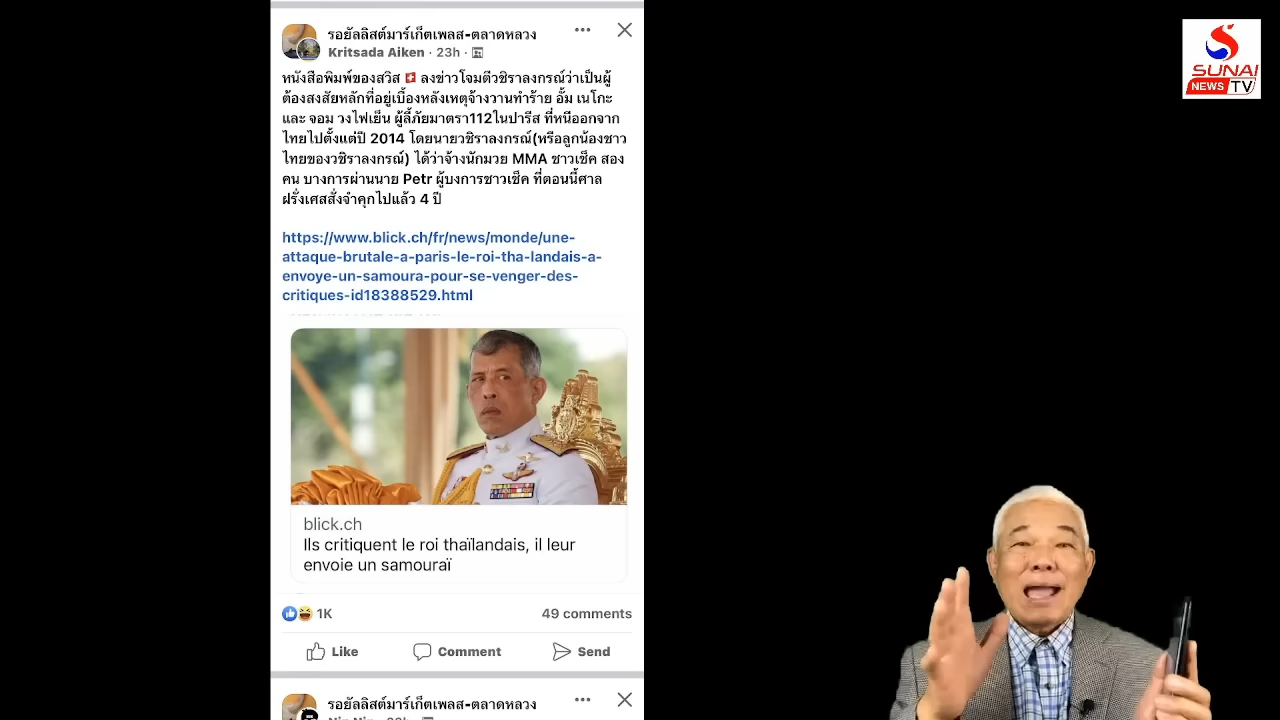 รอยัลลิสต์มาร์เก็ตเพลส-ตลาดหลวง
Kritsada Aiken · 23h ·
หนังสือพิมพ์ของสวิส 🇨🇭 ลงข่าวโจมตีวชิราลงกรณ์ว่าเป็นผู้
ต้องสงสัยหลักที่อยู่เบื้องหลังเหตุจ้างวานทำร้าย อั้ม เนโกะ
และ จอม วงไฟเย็น ผู้ลี้ภัยมาตรา112ในปารีส ที่หนีออกจาก
ไทยไปตั้งแต่ปี 2014 โดยนายวชิราลงกรณ์(หรือลูกน้องชาว
ไทยของวชิราลงกรณ์) ได้ว่าจ้างนักมวย MMA ชาวเช็ค สอง
คน บางการผ่านนาย Petr ผู้บงการชาวเช็ค ที่ตอนนี้ศาล
ฝรั่งเศสสั่งจำคุกไปแล้ว 4 ปี
https://www.blick.ch/fr/news/monde/une-
attaque-brutale-a-paris-le-roi-tha-landais-a-
envoye-un-samoura-pour-se-venger-des-
critiques-id18388529.html
blick.ch
Ils critiquent le roi thaïlandais, il leur
envoie un samouraï
1K
49 comments
Like
Comment
Send
รอยัลลิสต์มาร์เก็ตเพลส-ตลาดหลวง
SUNAI
NEWS TV